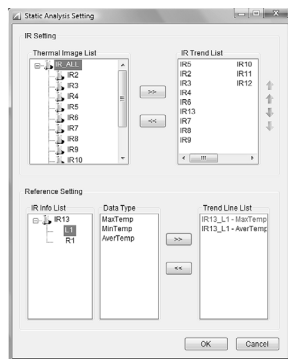 Static Analysis Setting
IR Setting
Thermal Image List
IR_ALL
IR2
IR3
IR4
IR5
IR6
IR7
IR8
IR9
IR10
>>
<<
IR Trend List
IR5 IR10
IR2 IR11
IR3 IR12
IR4
IR6
IR13
IR7
IR8
IR9
Reference Setting
IR Info List
IR13
L1
R1
Data Type
MaxTemp
MinTemp
AverTemp
>>
<<
Trend Line List
IR13_L1 - MaxTemp
IR13_L1 - AverTemp
OK Cancel